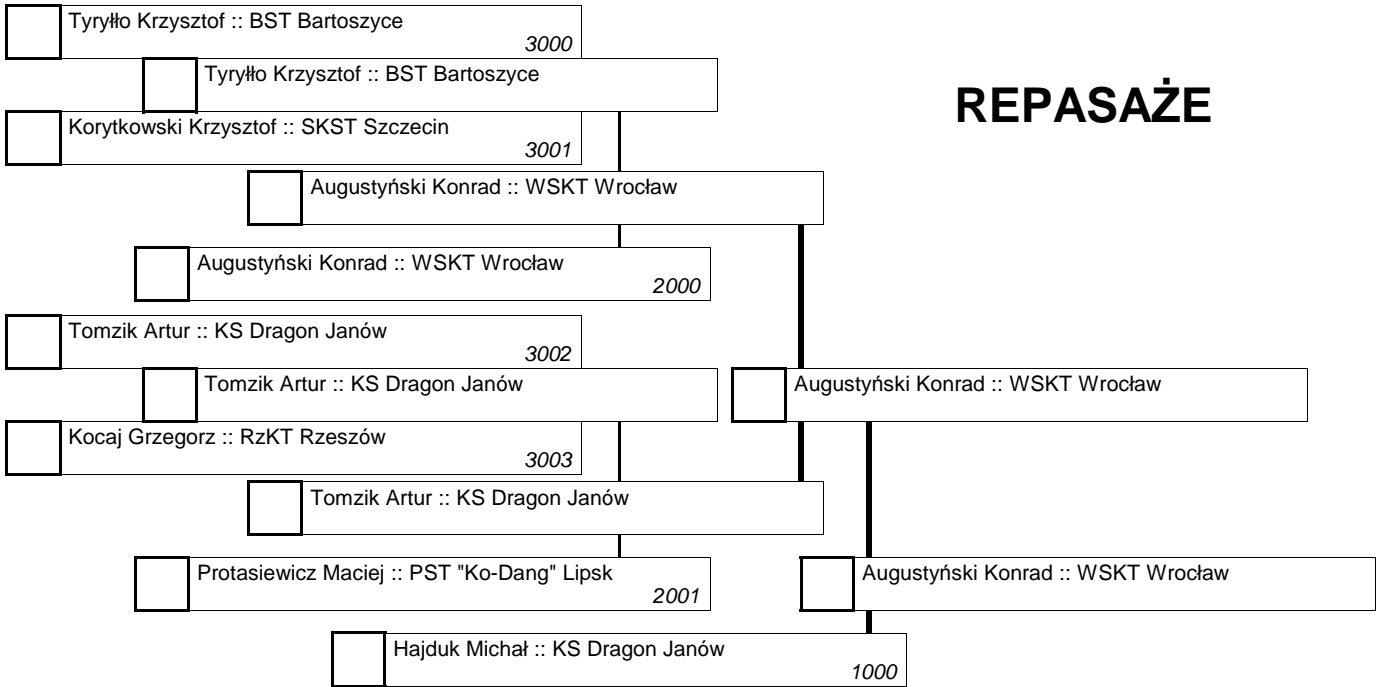 Tyryłło Krzysztof :: BST Bartoszyce
3000
Tyryłło Krzysztof :: BST Bartoszyce
REPASAŻE
Korytkowski Krzysztof :: SKST Szczecin
3001
Augustyński Konrad :: WSKT Wrocław
Augustyński Konrad :: WSKT Wrocław
2000
Tomzik Artur :: KS Dragon Janów
3002
Tomzik Artur :: KS Dragon Janów
Augustyński Konrad :: WSKT Wrocław
Kocaj Grzegorz :: RzKT Rzeszów
3003
Tomzik Artur :: KS Dragon Janów
Protasiewicz Maciej :: PST "Ko-Dang" Lipsk
2001
Augustyński Konrad :: WSKT Wrocław
Hajduk Michał :: KS Dragon Janów
1000